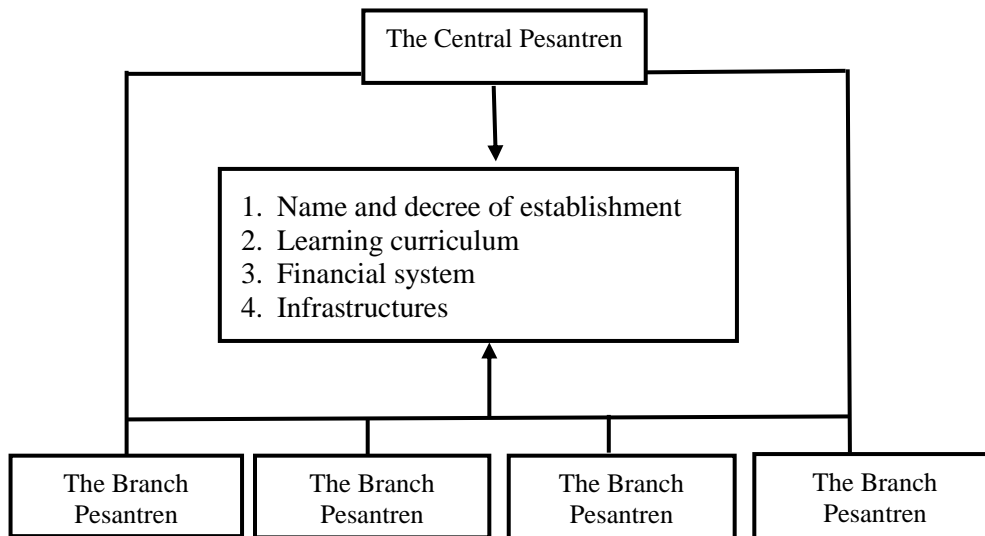 The Central Pesantren
1. Name and decree of establishment
2. Learning curriculum
3. Financial system
4. Infrastructures
The Branch
Pesantren
The Branch
Pesantren
The Branch
Pesantren
The Branch
Pesantren